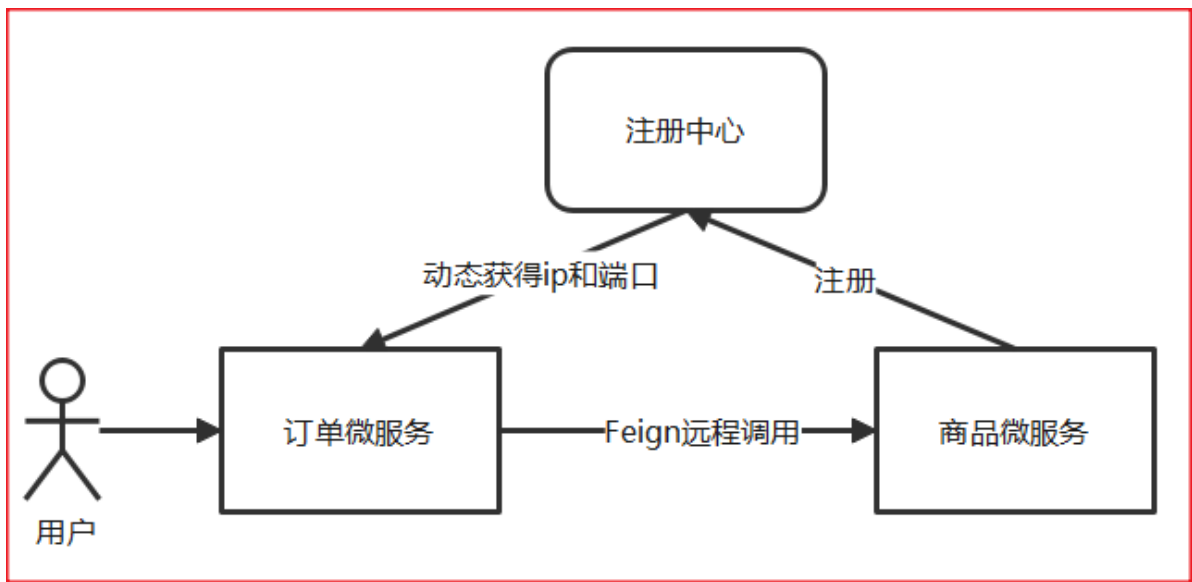 注册中心
动态获得ip和端口
注册
订单微服务
Feign远程调用
商品微服务
用户